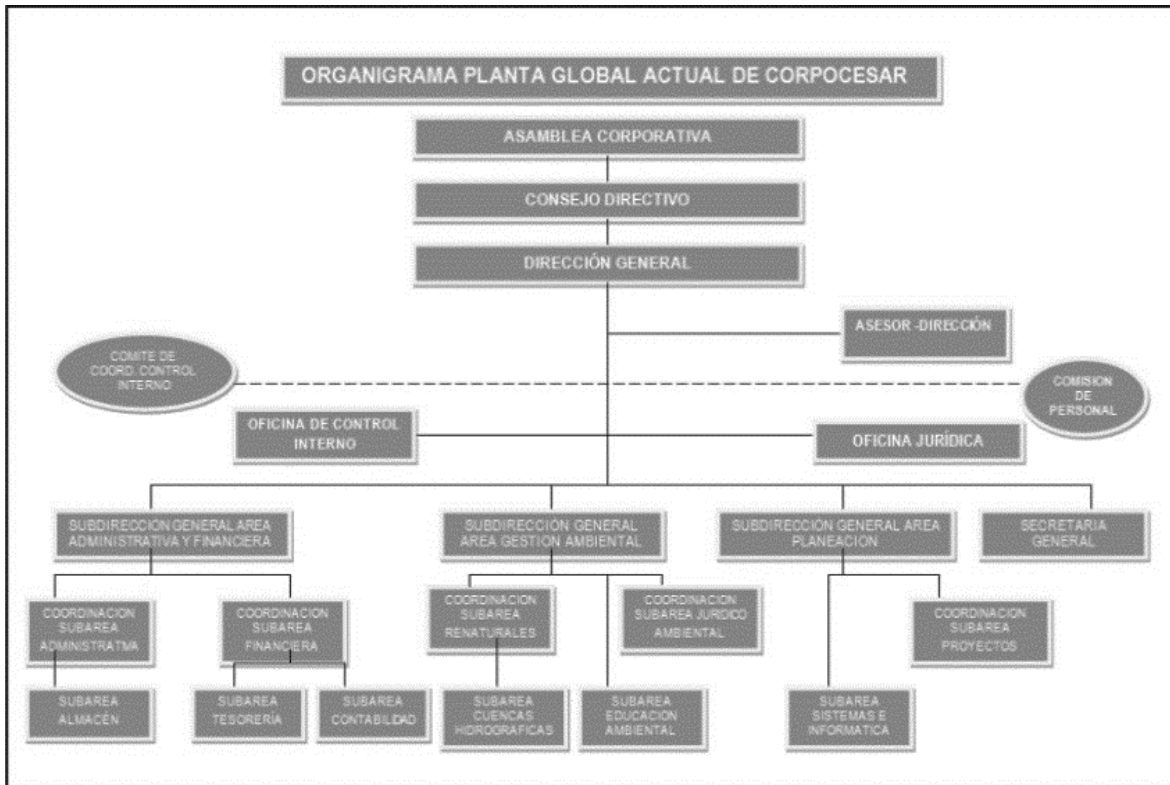 ORGANIGRAMA PLANTA GLOBAL ACTUAL DE CORPOCESAR
ASAMBLEA CORPORATIVA
CONSEJO DIRECTIVO
DIRECCIÓN GENERAL
ASESOR -DIRECCIÓN
COMITE DE
COORD. CONTROL
INTERNO
COMISION
DE
PERSONAL
OFICINA DE CONTROL
INTERNO
OFICINA JURÍDICA
SUBDIRECCIÓN GENERAL AREA
ADMINISTRATIVA Y FINANCIERA
SUBDIRECCIÓN GENERAL
AREA GESTIÓN AMBIENTAL
SUBDIRECCIÓN GENERAL AREA
PLANEACION
SECRETARIA
GENERAL
COORDINACION
SUBAREA
ADMINISTRATIVA
COORDINACION
SUBAREA
FINANCIERA
COORDINACION
SUBAREA
RENATURALES
COORDINACION
SUBAREA JURÍDICO
AMBIENTAL
COORDINACION
SUBAREA
PROYECTOS
SUBAREA
ALMACÉN
SUBAREA
TESORERÍA
SUBAREA
CONTABILIDAD
SUBAREA
CUENCAS
HIDROGRAFICAS
SUBAREA
EDUCACION
AMBIENTAL
SUBAREA
SISTEMAS E
INFORMATICA